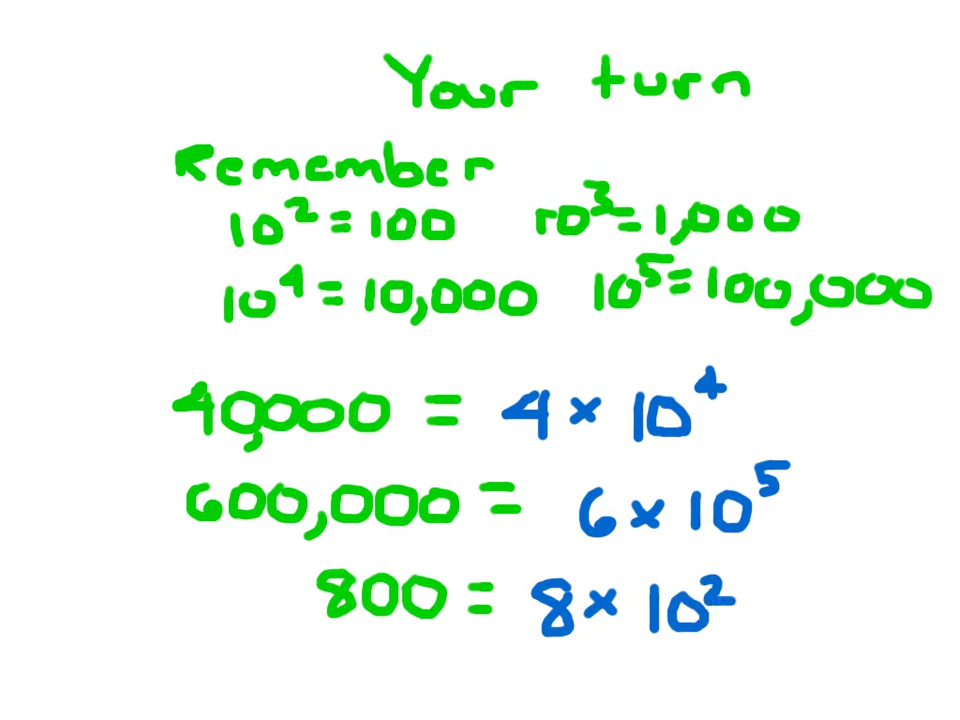 Your turn
Remember
10² = 100 10³ = 1,000
10⁴ = 10,000 10⁵ = 100,000
40,000 = 4 × 10⁴
600,000 = 6 × 10⁵
800 = 8 × 10²